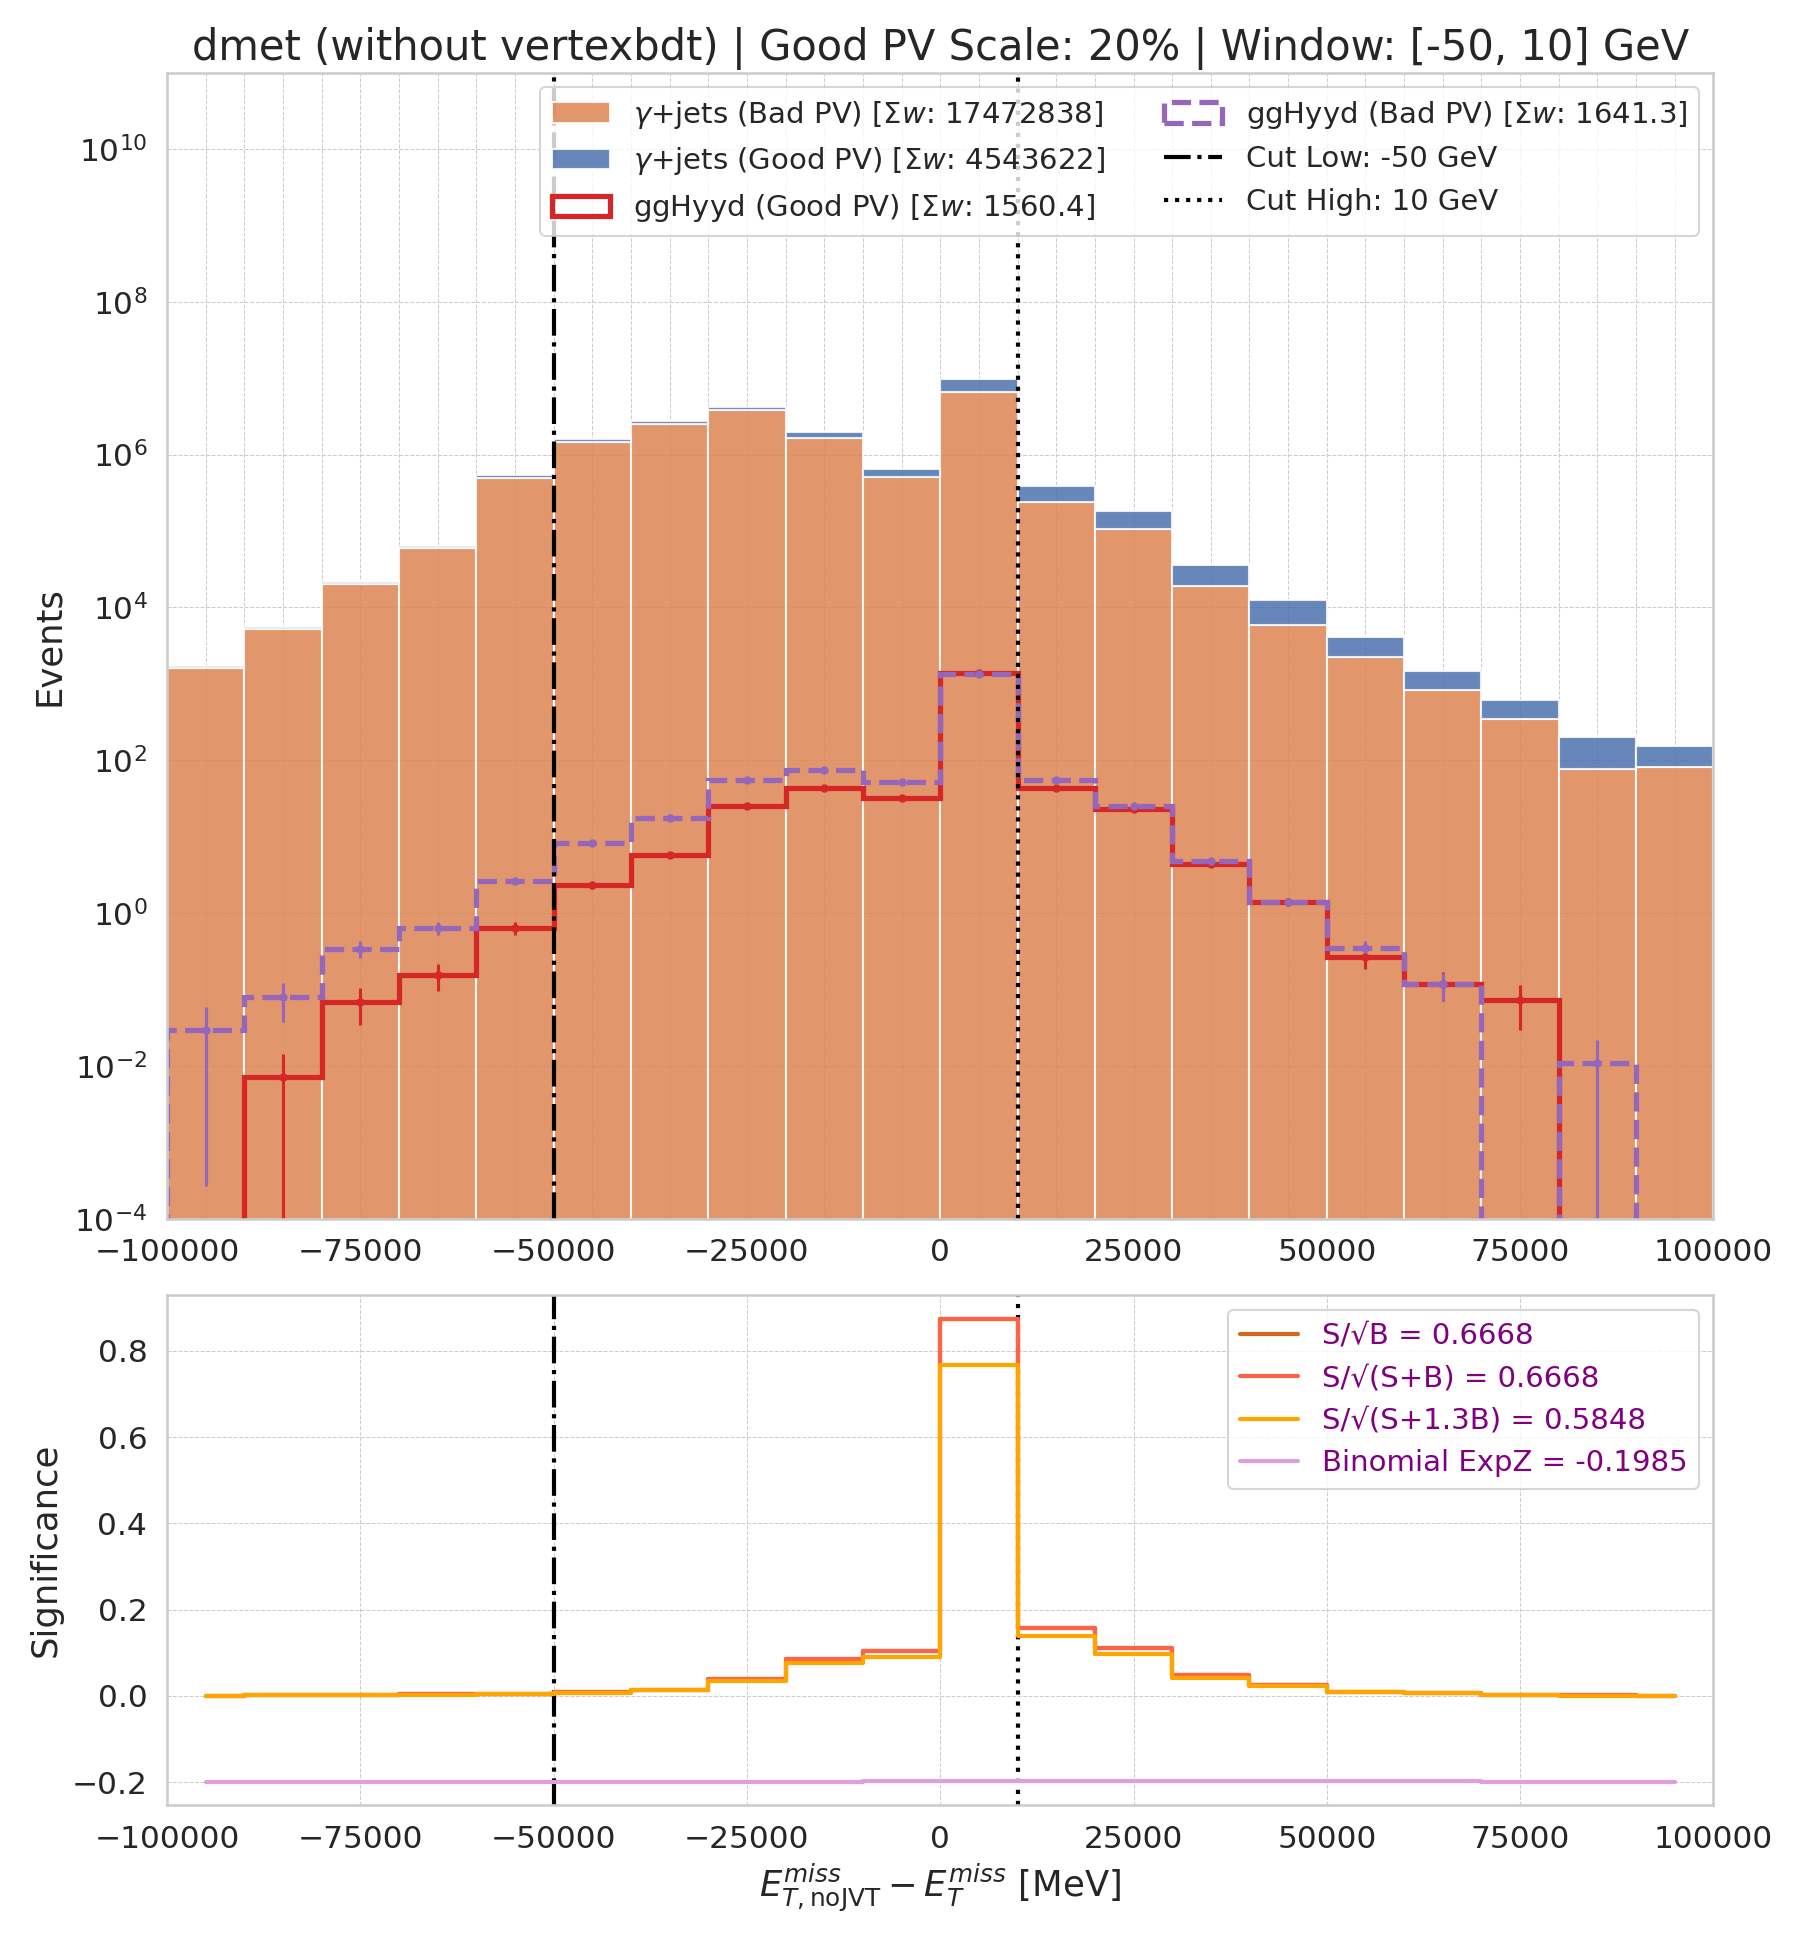 dmet (without vertexbdt) | Good PV Scale: 20% | Window: [-50, 10] GeV
γ+jets (Bad PV) [Σw: 17472838]
γ+jets (Good PV) [Σw: 4543622]
ggHyyd (Good PV) [Σw: 1560.4]
ggHyyd (Bad PV) [Σw: 1641.3]
Cut Low: -50 GeV
Cut High: 10 GeV
Events
10^10
10^8
10^6
10^4
10^2
10^0
10^−2
10^−4
−100000 −75000 −50000 −25000 0 25000 50000 75000 100000
Significance
0.8
0.6
0.4
0.2
0.0
−0.2
S/√B = 0.6668
S/√(S+B) = 0.6668
S/√(S+1.3B) = 0.5848
Binomial ExpZ = -0.1985
−100000 −75000 −50000 −25000 0 25000 50000 75000 100000
E_{T,noJVT}^{miss} − E_T^{miss} [MeV]